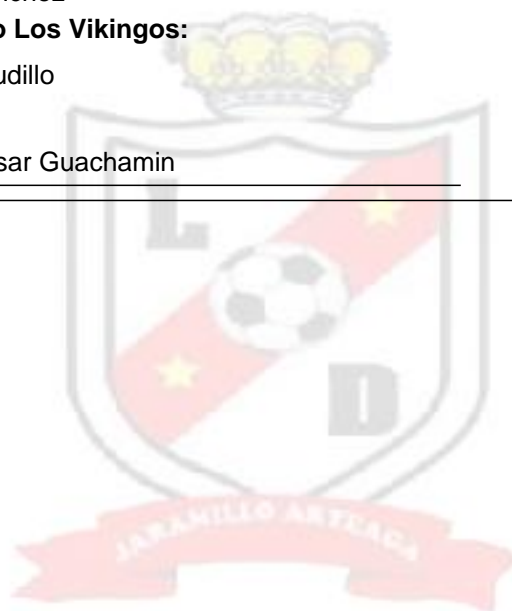 o Los Vikingos:
udillo
sar Guachamin
L
D
JARAMILLO ARTEAGA